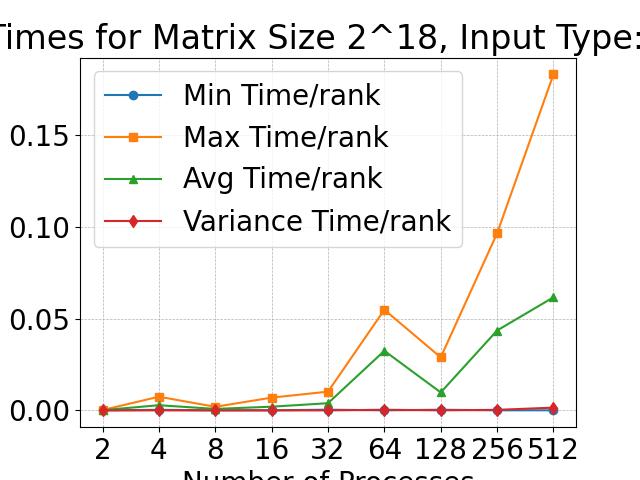 Times for Matrix Size 2^18, Input Type:
Min Time/rank
Max Time/rank
Avg Time/rank
Variance Time/rank
0.15
0.10
0.05
0.00
2 4 8 16 32 64 128 256 512
Number of Processes